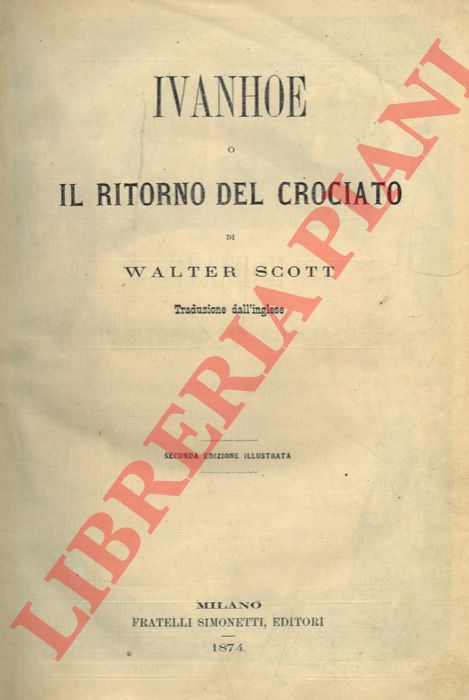 IVANHOE
O
IL RITORNO DEL CROCIATO
DI
WALTER SCOTT
Traduzione dall'inglese
SECONDA EDIZIONE ILLUSTRATA
MILANO
FRATELLI SIMONETTI, EDITORI
1874.
LIBRERIA PIANI